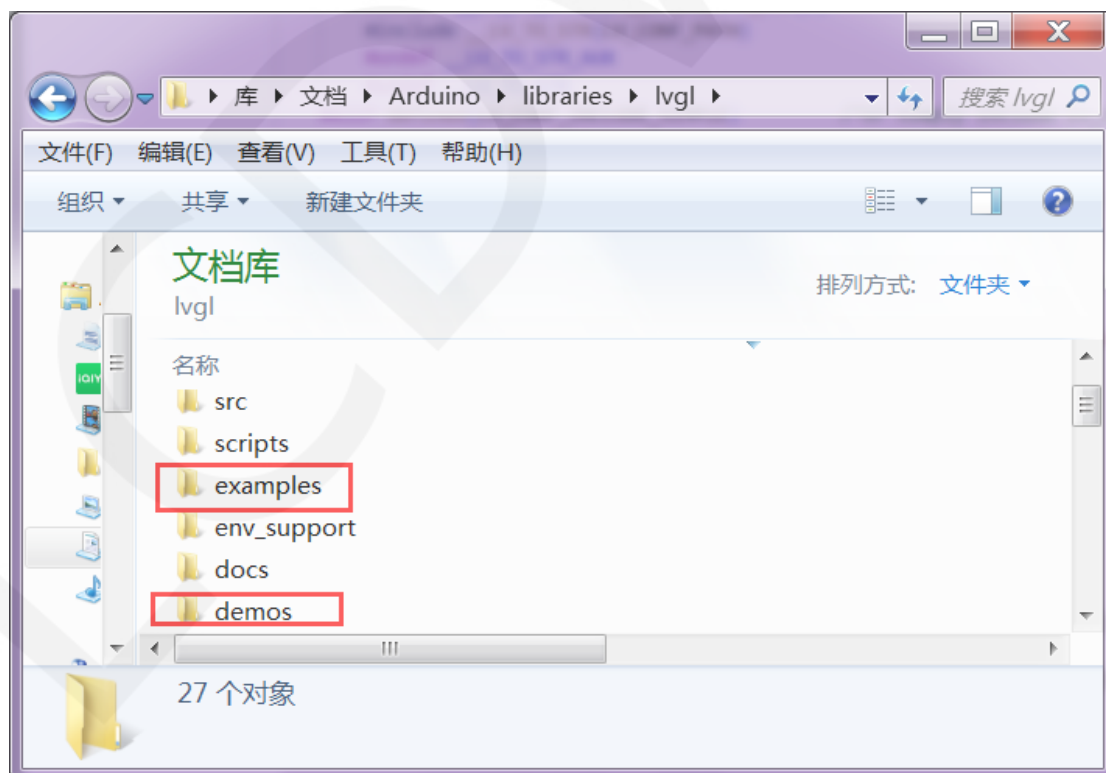 库 ▸ 文档 ▸ Arduino ▸ libraries ▸ lvgl ▸ 搜索 lvgl
文件(F) 编辑(E) 查看(V) 工具(T) 帮助(H)
组织 共享 新建文件夹
文档库
lvgl
排列方式: 文件夹
名称
src
scripts
examples
env_support
docs
demos
27 个对象